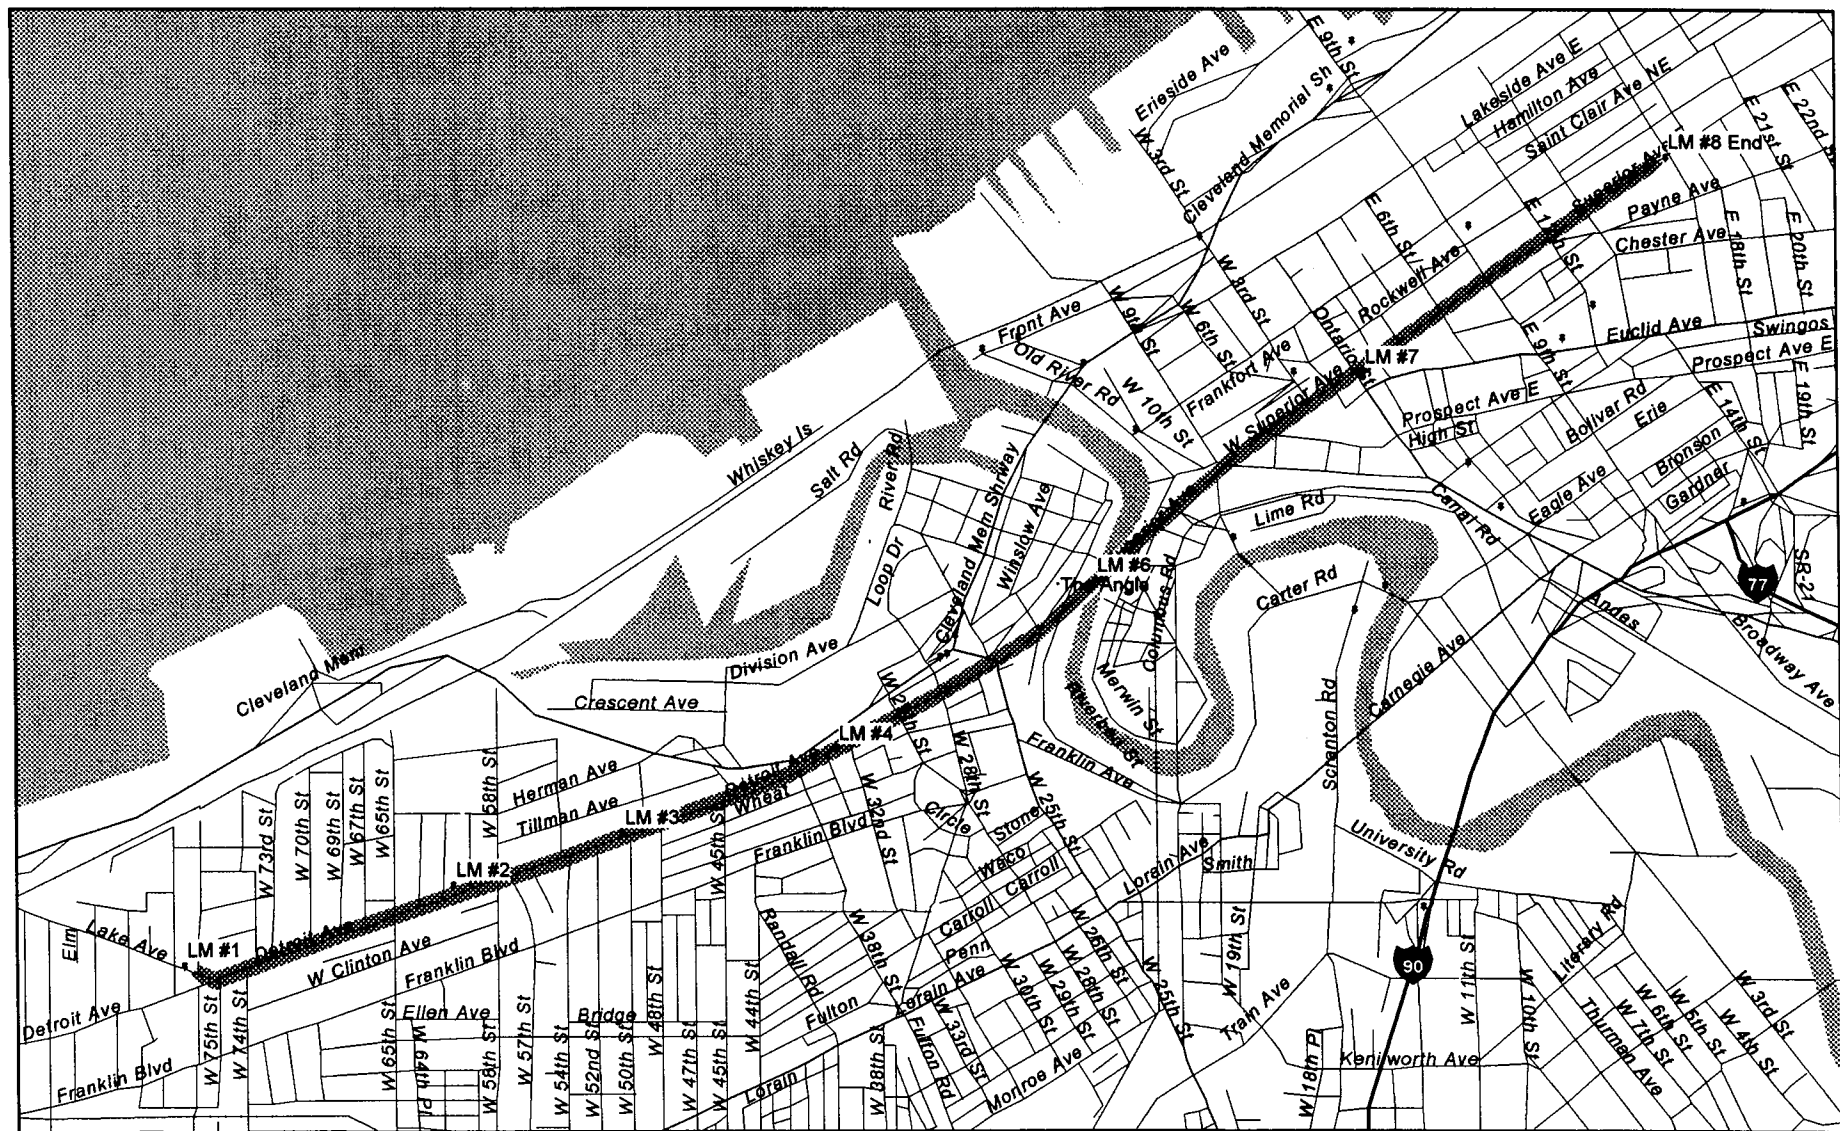 E 9th St
Erieside Ave
Cleveland Memorial Sh
Lakeside Ave E
Hamilton Ave
Saint Clair Ave NE
E 21st St
E 22nd S
W 3rd St
LM #8 End
Superior Ave
Payne Ave
Chester Ave
E 18th St
E 20th St
E 6th St
Rockwell Ave
W 3rd St
Ontario St
Front Ave
W 9th St
W 6th St
Old River Rd
Frankfort Ave
W 10th St
W Superior Ave
LM #7
E 9th St
Euclid Ave
Swingos
Prospect Ave E
Prospect Ave E
High St
Bolivar Rd
Erie
E 14th St
E 19th St
Bronson
Gardner
Eagle Ave
Canal Rd
Lime Rd
Whiskey Is
Salt Rd
River Rd
Loop Dr
Cleveland Mem Shrway
Winslow Ave
LM #6
The Angle
Columbus Rd
Carter Rd
77
SR-2
Andas
Broadway Ave
Carnegie Ave
Merwin St
Scranton Rd
Division Ave
Cleveland Mem
Crescent Ave
LM #4
W 28th St
Franklin Ave
W 25th St
Detroit Ave
Wheat
Herman Ave
Tillman Ave
W 58th St
LM #3
Franklin Blvd
W 32nd St
Circle
Stone
Waco
Carroll
Carroll
Lorain Ave
Smith
University Rd
W 73rd St
W 70th St
W 69th St
W 67th St
W 65th St
LM #2
W 45th St
Elm
Lake Ave
LM #1
Detroit Ave
W Clinton Ave
Franklin Blvd
Randall Rd
W 38th St
Penn
Lorain Ave
W 26th St
W 28th St
W 29th St
W 30th St
W 25th St
W 19th St
90
W 11th St
W 10th St
Literary Rd
Train Ave
Detroit Ave
Franklin Blvd
W 75th St
W 74th St
W 65th St
Ellen Ave
W 64th Pl
W 58th St
W 57th St
W 54th St
Bridge
W 52nd St
W 50th St
W 48th St
W 47th St
W 45th St
W 44th St
Fulton
Lorain
W 38th St
Fulton Rd
W 33rd St
Monroe Ave
W 18th Pl
Kenilworth Ave
Thurman Ave
W 7th St
W 6th St
W 5th St
W 4th St
W 3rd St